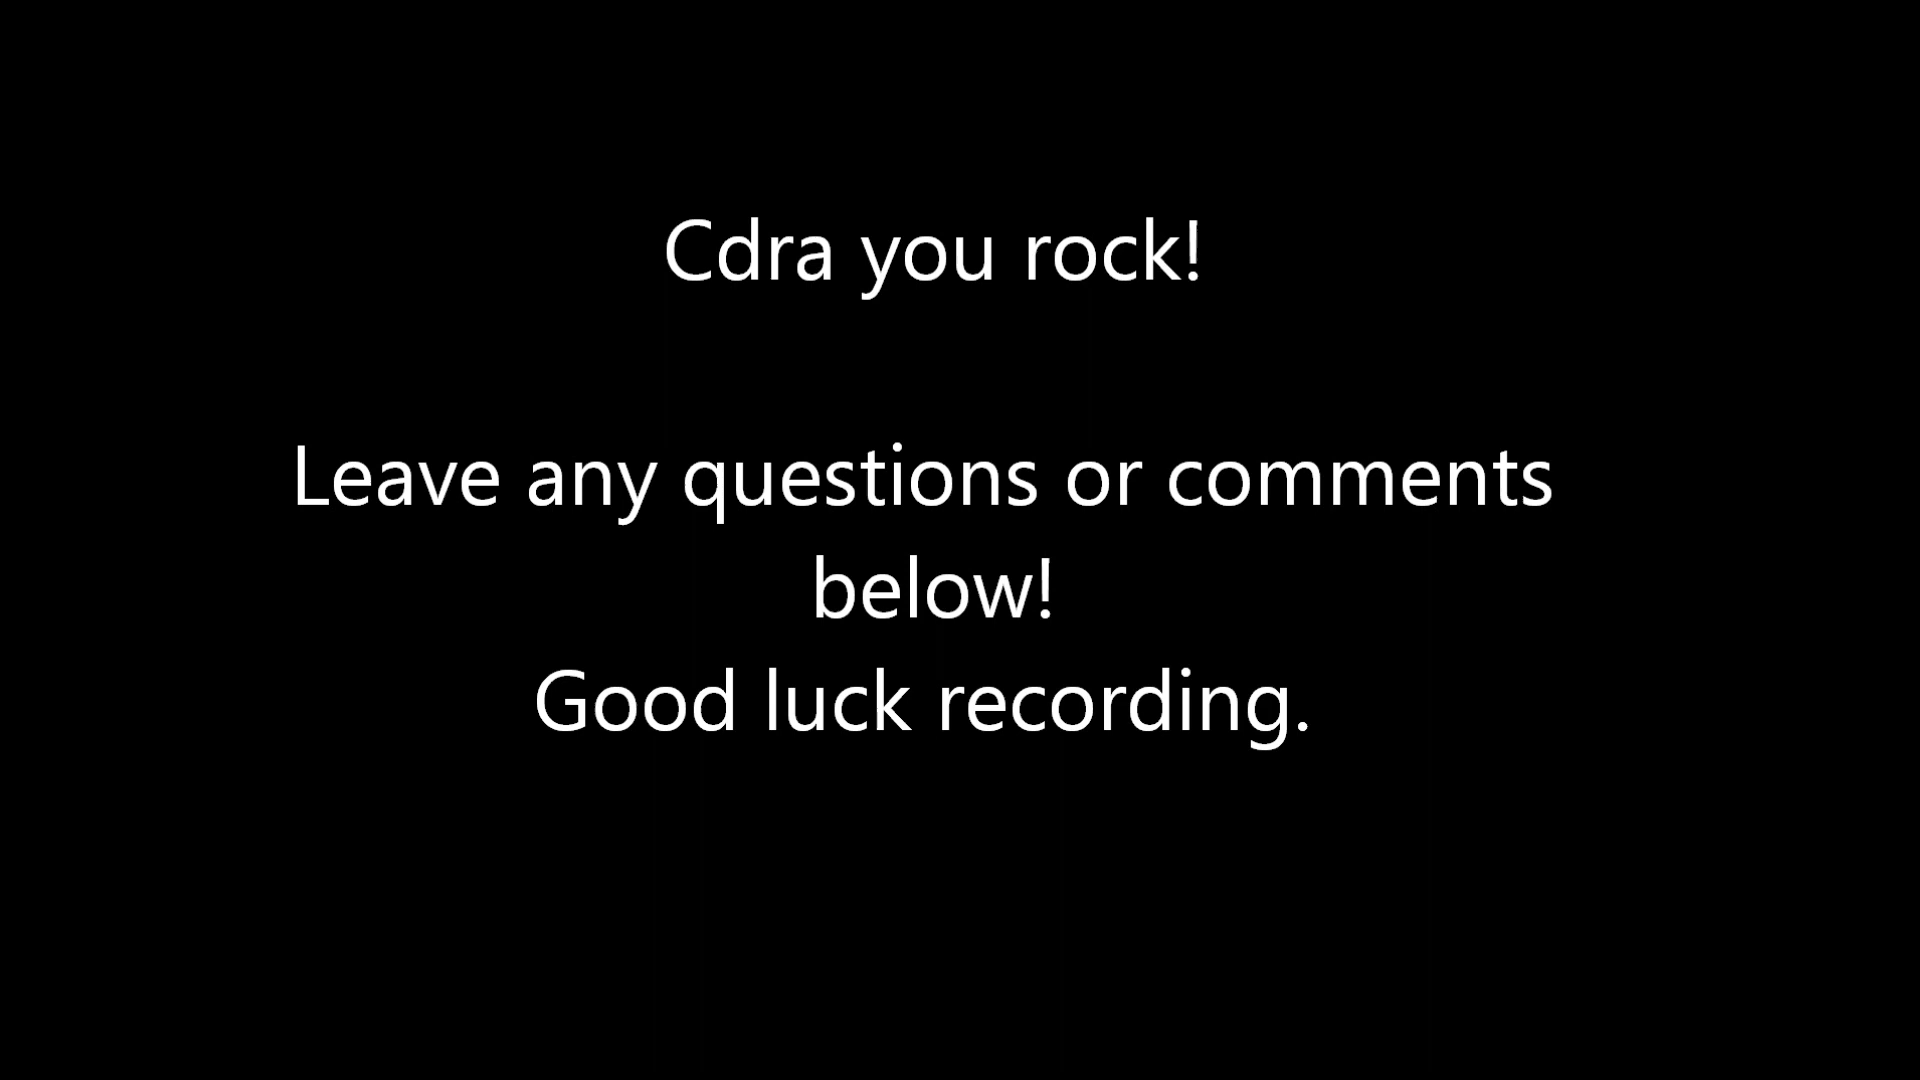 Cdra you rock!
Leave any questions or comments
below!
Good luck recording.